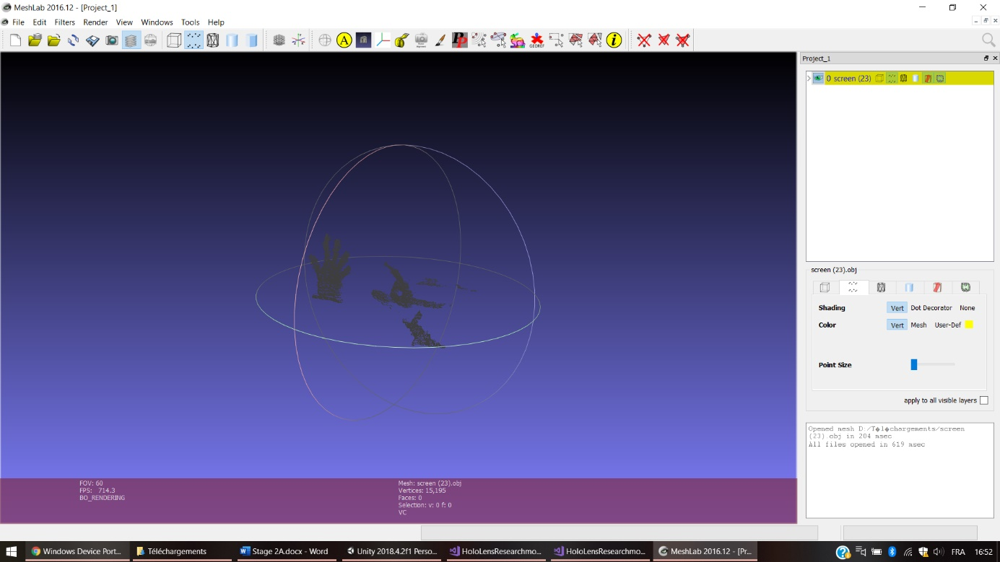 MeshLab 2016.12 - [Project_1]
File Edit Filters Render View Windows Tools Help
A
PP
GEOREF
i
Project_1
0 screen (23)
screen (23).obj
Shading Vert Dot Decorator None
Color Vert Mesh User-Def
Point Size
apply to all visible layers
Opened mesh D:/T�l�chargements/screen
(23).obj in 204 msec
All files opened in 619 msec
FOV: 60
FPS: 714.3
BO_RENDERING
Mesh: screen (23).obj
Vertices: 15,195
Faces: 0
Selection: v: 0 f: 0
VC
Windows Device Port... Téléchargements Stage 2A.docx - Word Unity 2018.4.2f1 Perso... HoloLensResearchmo... HoloLensResearchmo... MeshLab 2016.12 - [Pr... FRA 16:52